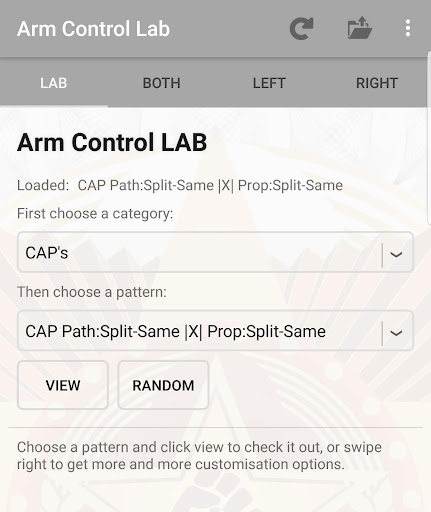 Arm Control Lab
LAB BOTH LEFT RIGHT
Arm Control LAB
Loaded: CAP Path:Split-Same |X| Prop:Split-Same
First choose a category:
CAP's
Then choose a pattern:
CAP Path:Split-Same |X| Prop:Split-Same
VIEW RANDOM
Choose a pattern and click view to check it out, or swipe
right to get more and more customisation options.